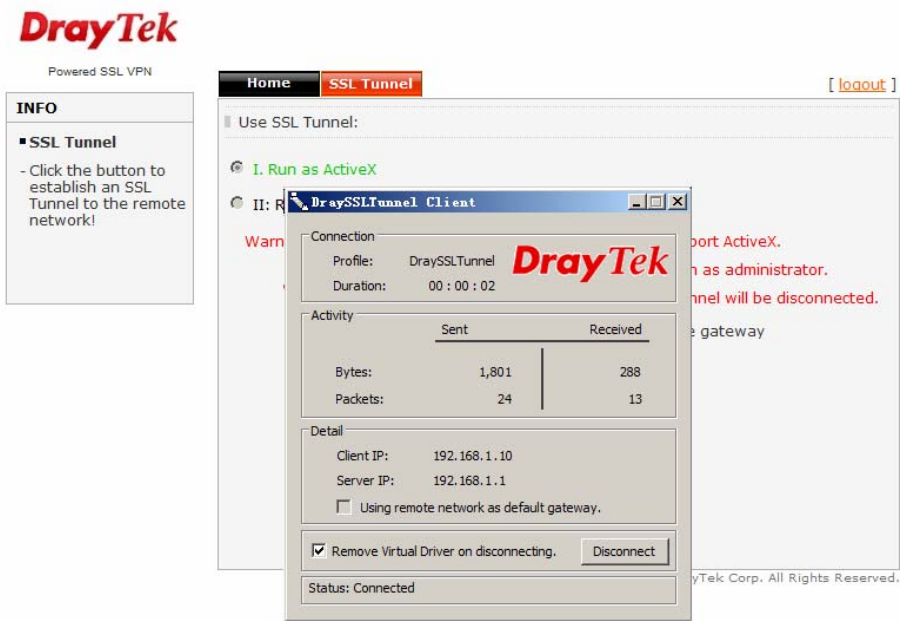 DrayTek
Powered SSL VPN
Home
SSL Tunnel
[ logout ]
INFO
SSL Tunnel
- Click the button to
establish an SSL
Tunnel to the remote
network!
Use SSL Tunnel:
I. Run as ActiveX
II: R
Warn
port ActiveX.
as administrator.
will be disconnected.
gateway
DraySSLTunnel Client
Connection
Profile: DraySSLTunnel
Duration: 00 : 00 : 02
DrayTek
Activity
Sent Received
Bytes: 1,801 288
Packets: 24 13
Detail
Client IP: 192.168.1.10
Server IP: 192.168.1.1
Using remote network as default gateway.
Remove Virtual Driver on disconnecting.
Disconnect
Status: Connected
yTek Corp. All Rights Reserved.